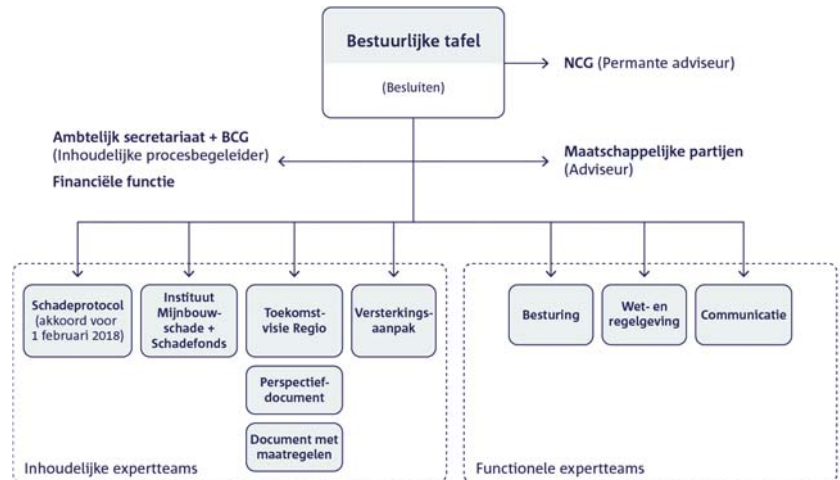 Bestuurlijke tafel
(Besluiten)
NCG (Permante adviseur)
Ambtelijk secretariaat + BCG
(Inhoudelijke procesbegeleider)
Financiële functie
Maatschappelijke partijen
(Adviseur)
Schadeprotocol
(akkoord voor
1 februari 2018)
Instituut
Mijnbouw-
schade +
Schadefonds
Toekomst-
visie Regio
Versterkings-
aanpak
Perspectief-
document
Document met
maatregelen
Inhoudelijke expertteams
Besturing
Wet- en
regelgeving
Communicatie
Functionele expertteams